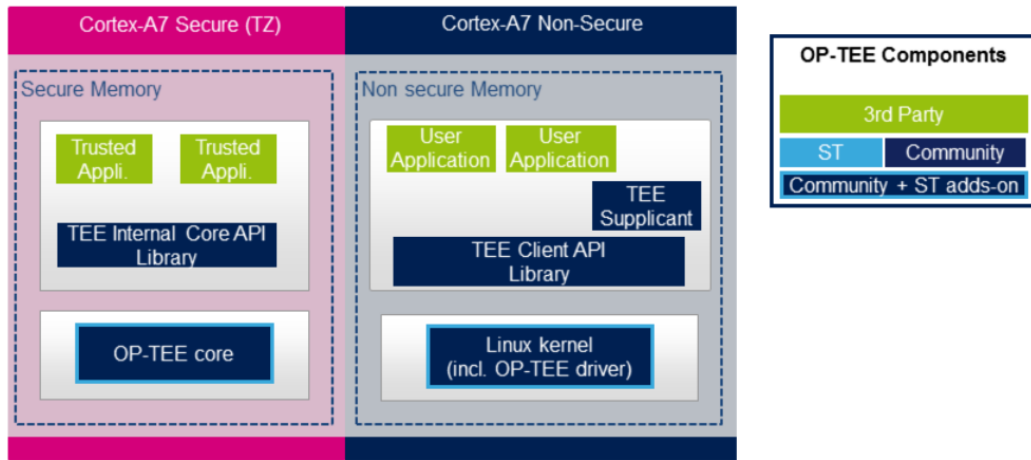 Cortex-A7 Secure (TZ)
Cortex-A7 Non-Secure
Secure Memory
Trusted
Appli.
Trusted
Appli.
TEE Internal Core API
Library
OP-TEE core
Non secure Memory
User
Application
User
Application
TEE
Supplicant
TEE Client API
Library
Linux kernel
(incl. OP-TEE driver)
OP-TEE Components
3rd Party
ST
Community
Community + ST adds-on